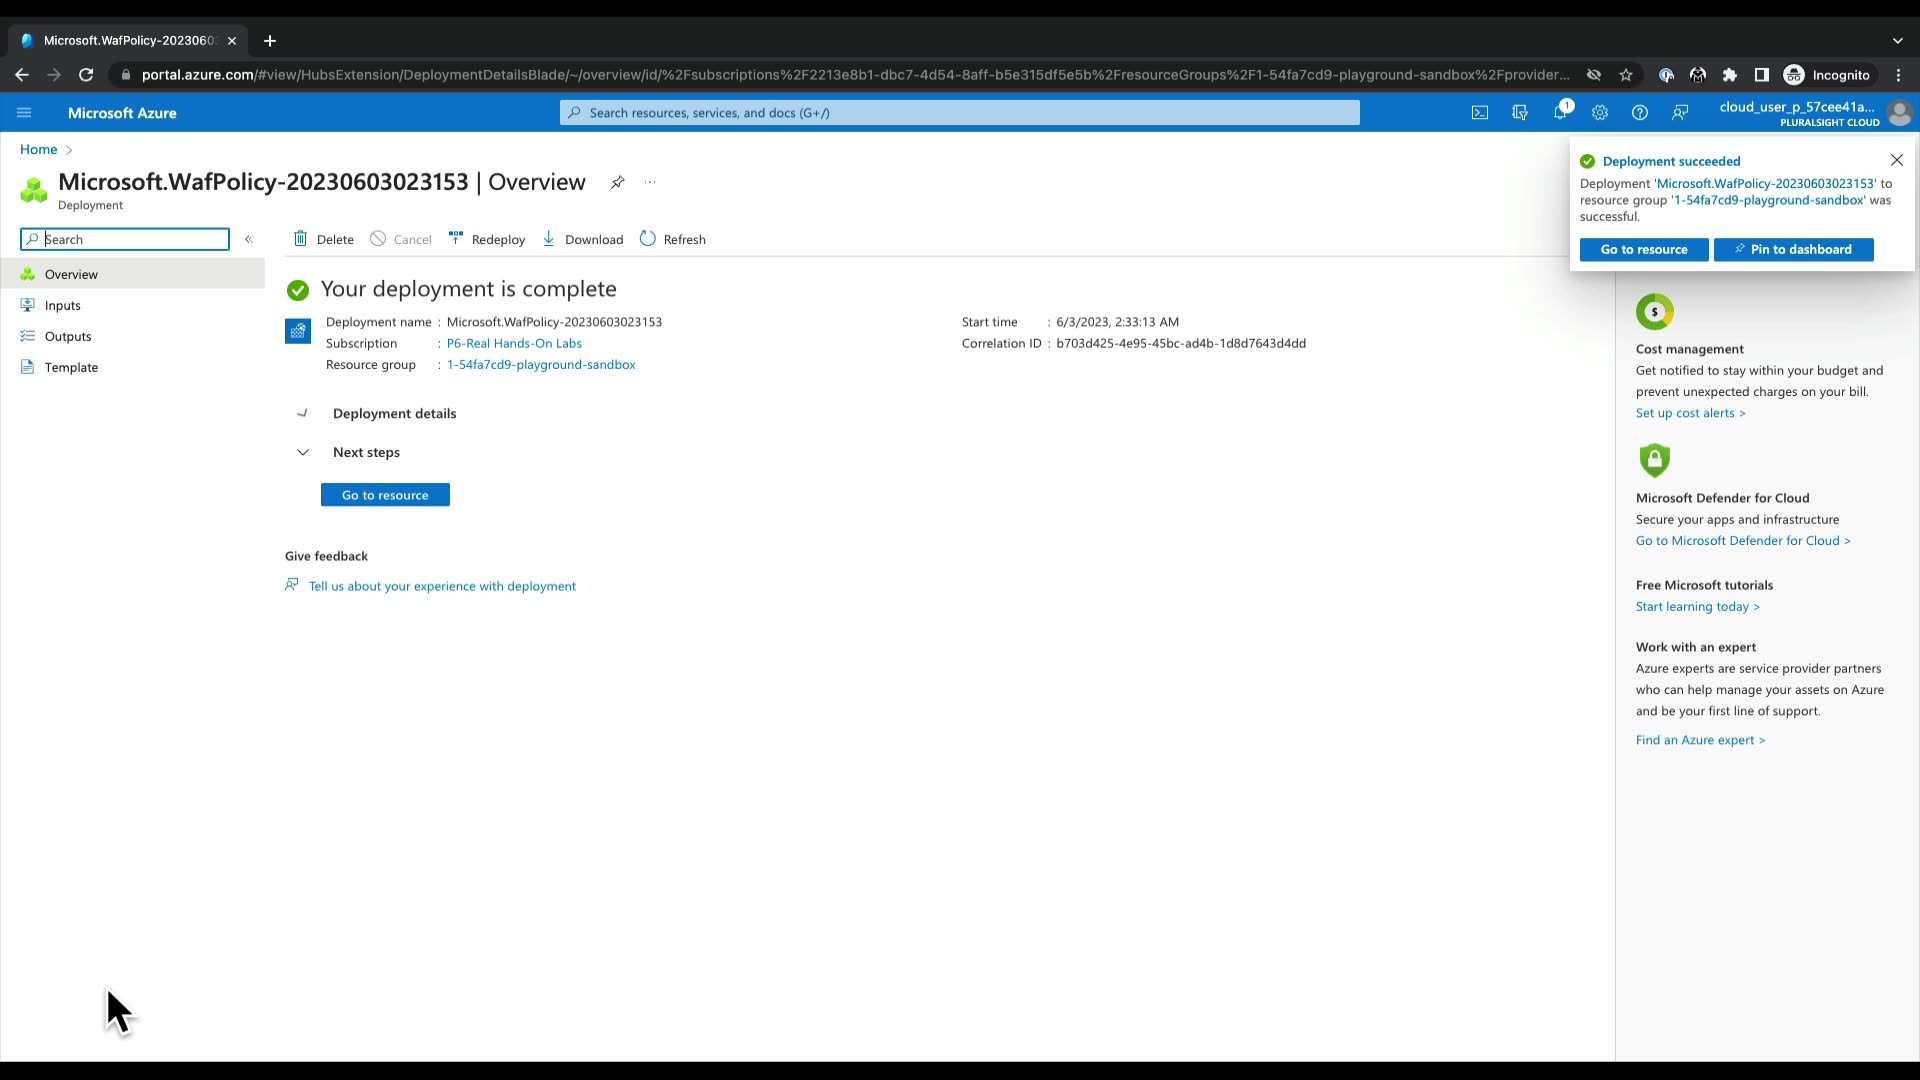 Microsoft.WafPolicy-2023060
portal.azure.com/#view/HubsExtension/DeploymentDetailsBlade/~/overview/id/%2Fsubscriptions%2F2213e8b1-dbc7-4d54-8aff-b5e315df5e5b%2FresourceGroups%2F1-54fa7cd9-playground-sandbox%2Fprovider...
Incognito
Microsoft Azure
Search resources, services, and docs (G+/)
1
cloud_user_p_57cee41a...
PLURALSIGHT CLOUD
Home
Microsoft.WafPolicy-20230603023153 | Overview
Deployment
Deployment succeeded
Deployment 'Microsoft.WafPolicy-20230603023153' to
resource group '1-54fa7cd9-playground-sandbox' was
successful.
Go to resource
Pin to dashboard
Search
Delete
Cancel
Redeploy
Download
Refresh
Overview
Inputs
Outputs
Template
Your deployment is complete
Deployment name : Microsoft.WafPolicy-20230603023153
Subscription : P6-Real Hands-On Labs
Resource group : 1-54fa7cd9-playground-sandbox
Start time : 6/3/2023, 2:33:13 AM
Correlation ID : b703d425-4e95-45bc-ad4b-1d8d7643d4dd
Deployment details
Next steps
Go to resource
Give feedback
Tell us about your experience with deployment
Cost management
Get notified to stay within your budget and
prevent unexpected charges on your bill.
Set up cost alerts >
Microsoft Defender for Cloud
Secure your apps and infrastructure
Go to Microsoft Defender for Cloud >
Free Microsoft tutorials
Start learning today >
Work with an expert
Azure experts are service provider partners
who can help manage your assets on Azure
and be your first line of support.
Find an Azure expert >